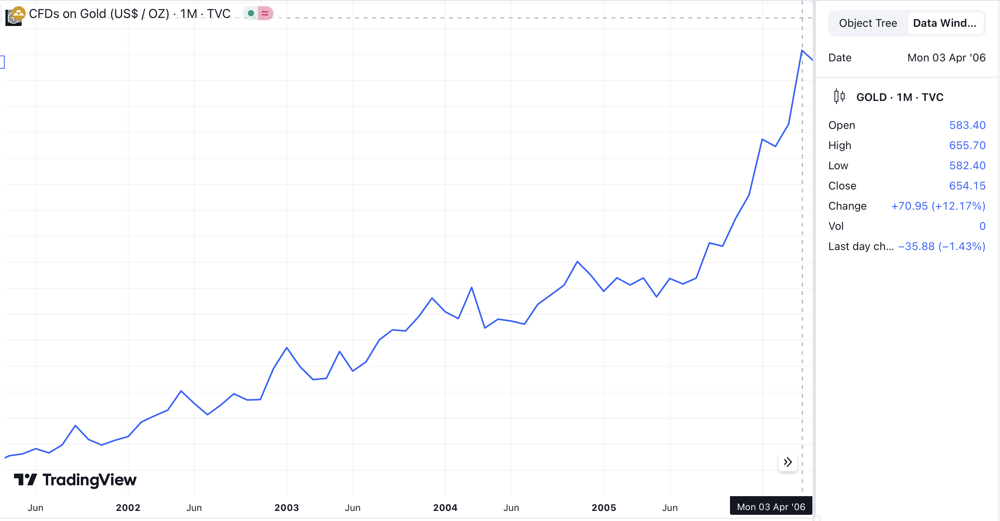 CFDs on Gold (US$ / OZ) · 1M · TVC
Object Tree
Data Wind...
Date Mon 03 Apr '06
GOLD · 1M · TVC
Open 583.40
High 655.70
Low 582.40
Close 654.15
Change +70.95 (+12.17%)
Vol 0
Last day ch... −35.88 (−1.43%)
TradingView
Jun 2002 Jun 2003 Jun 2004 Jun 2005 Jun Mon 03 Apr '06